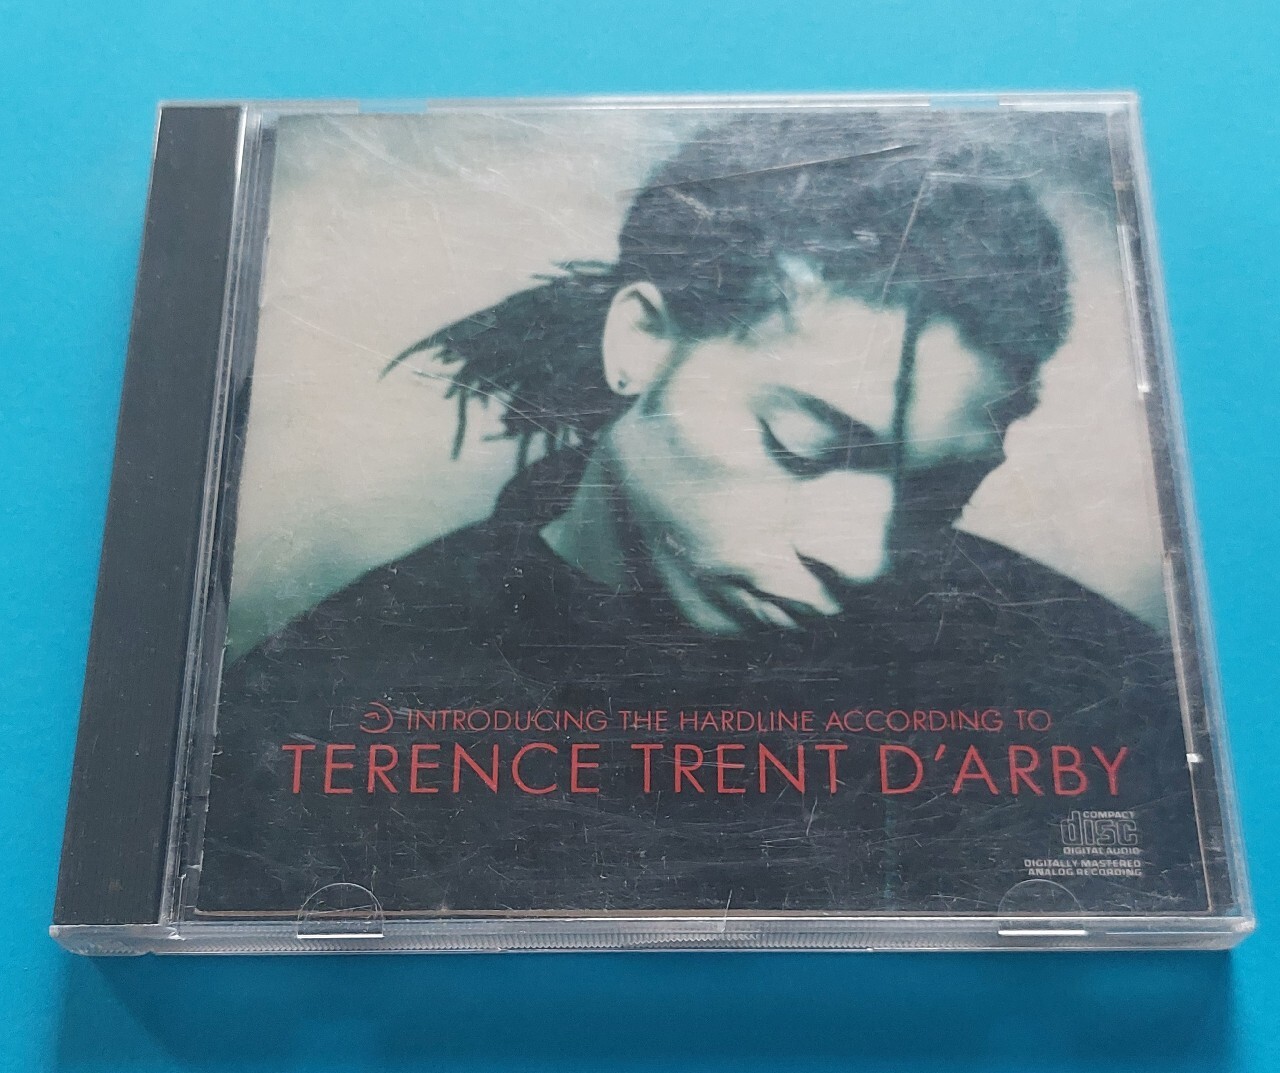 INTRODUCING THE HARDLINE ACCORDING TO
TERENCE TRENT D'ARBY
COMPACT
disc
DIGITAL AUDIO
DIGITALLY MASTERED
ANALOG RECORDING